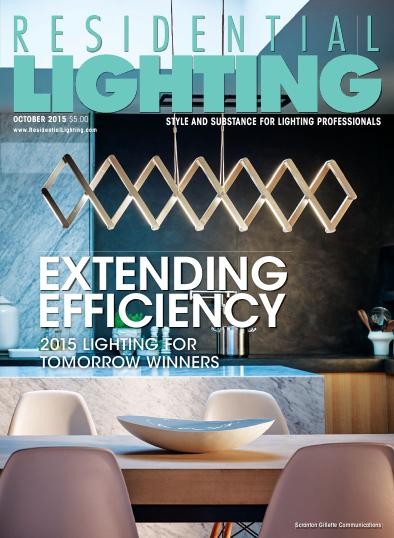 RESIDENTIAL
LIGHTING
OCTOBER 2015 $5.00
www.ResidentialLighting.com
STYLE AND SUBSTANCE FOR LIGHTING PROFESSIONALS
EXTENDING
EFFICIENCY
2015 LIGHTING FOR
TOMORROW WINNERS
Scranton Gillette Communications